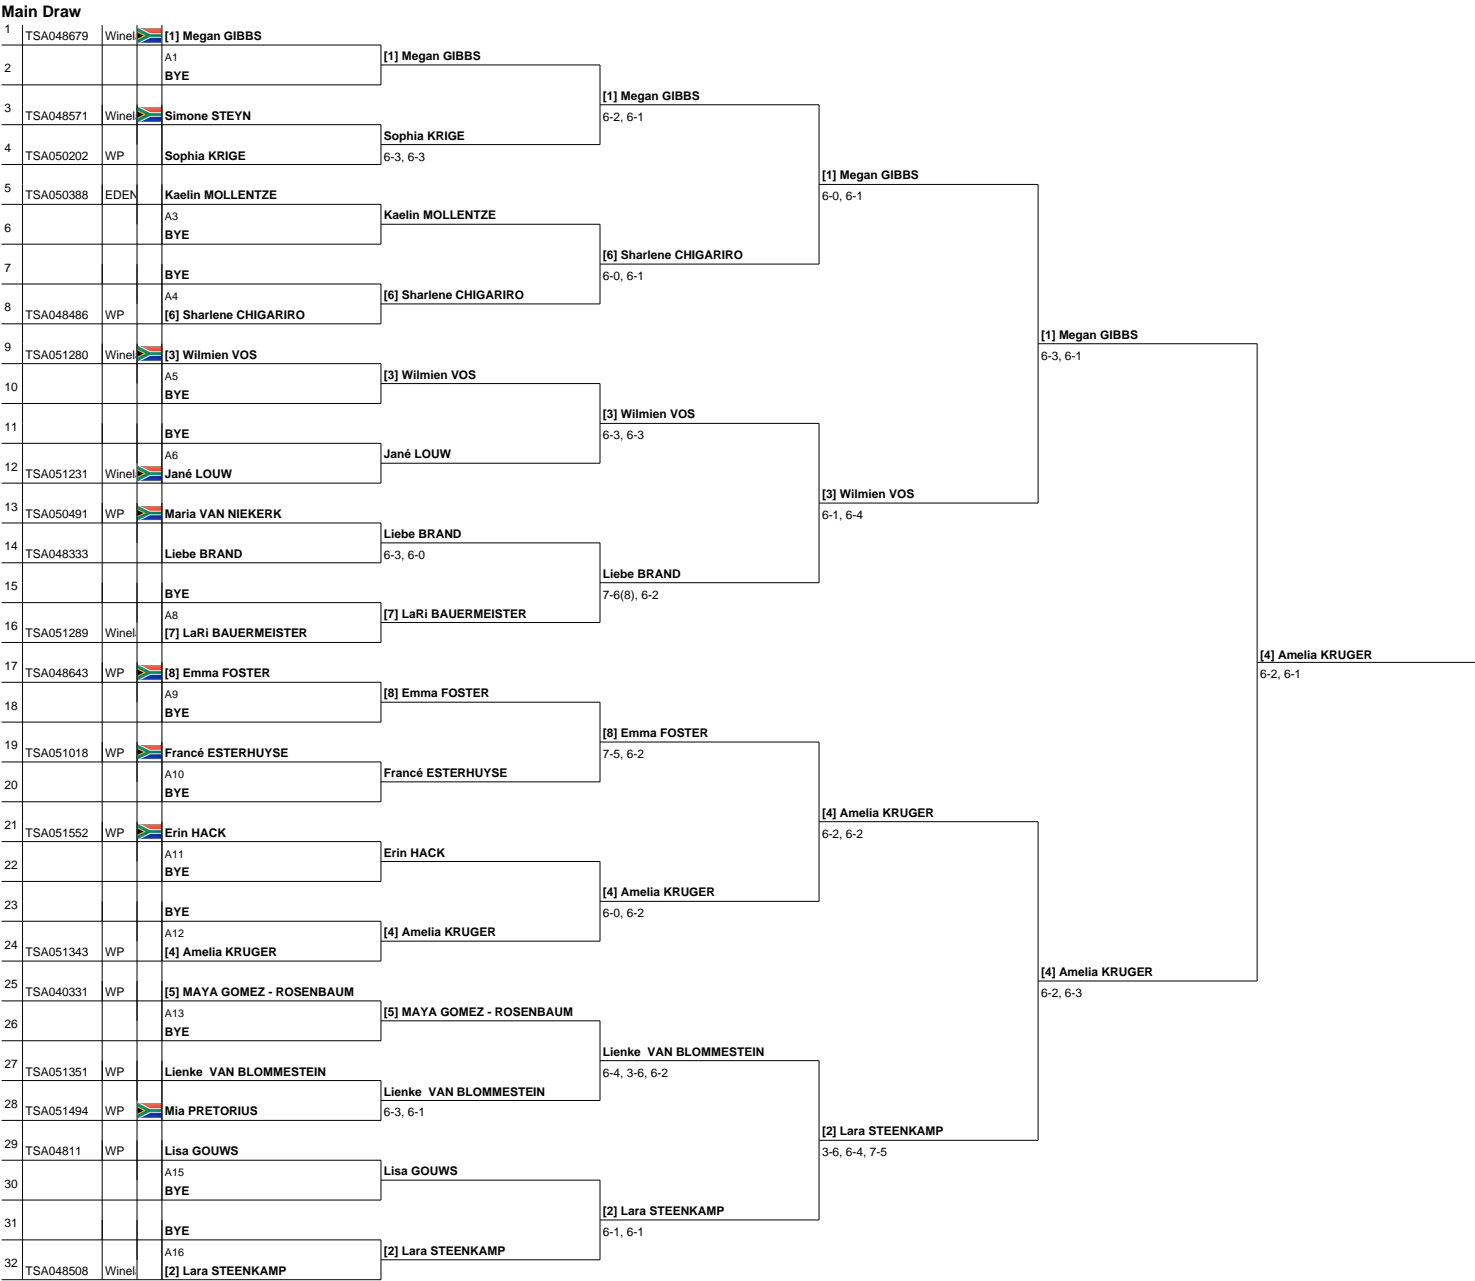 Main Draw
1 TSA048679 Winel [1] Megan GIBBS
A1 [1] Megan GIBBS
2 BYE
[1] Megan GIBBS
3 TSA048571 Winel Simone STEYN 6-2, 6-1
Sophia KRIGE
4 TSA050202 WP Sophia KRIGE 6-3, 6-3
[1] Megan GIBBS
5 TSA050388 EDEN Kaelin MOLLENTZE 6-0, 6-1
A3 Kaelin MOLLENTZE
6 BYE
[6] Sharlene CHIGARIRO
7 BYE 6-0, 6-1
A4 [6] Sharlene CHIGARIRO
8 TSA048486 WP [6] Sharlene CHIGARIRO
[1] Megan GIBBS
9 TSA051280 Winel [3] Wilmien VOS 6-3, 6-1
A5 [3] Wilmien VOS
10 BYE
[3] Wilmien VOS
11 BYE 6-3, 6-3
A6 Jané LOUW
12 TSA051231 Winel Jané LOUW
[3] Wilmien VOS
13 TSA050491 WP Maria VAN NIEKERK 6-1, 6-4
Liebe BRAND
14 TSA048333 Liebe BRAND 6-3, 6-0
Liebe BRAND
15 BYE 7-6(8), 6-2
A8 [7] LaRi BAUERMEISTER
16 TSA051289 Winel [7] LaRi BAUERMEISTER
[4] Amelia KRUGER
17 TSA048643 WP [8] Emma FOSTER 6-2, 6-1
A9 [8] Emma FOSTER
18 BYE
[8] Emma FOSTER
19 TSA051018 WP Francé ESTERHUYSE 7-5, 6-2
A10 Francé ESTERHUYSE
20 BYE
[4] Amelia KRUGER
21 TSA051552 WP Erin HACK 6-2, 6-2
A11 Erin HACK
22 BYE
[4] Amelia KRUGER
23 BYE 6-0, 6-2
A12 [4] Amelia KRUGER
24 TSA051343 WP [4] Amelia KRUGER
[4] Amelia KRUGER
25 TSA040331 WP [5] MAYA GOMEZ - ROSENBAUM 6-2, 6-3
A13 [5] MAYA GOMEZ - ROSENBAUM
26 BYE
Lienke VAN BLOMMESTEIN
27 TSA051351 WP Lienke VAN BLOMMESTEIN 6-4, 3-6, 6-2
Lienke VAN BLOMMESTEIN
28 TSA051494 WP Mia PRETORIUS 6-3, 6-1
[2] Lara STEENKAMP
29 TSA04811 WP Lisa GOUWS 3-6, 6-4, 7-5
A15 Lisa GOUWS
30 BYE
[2] Lara STEENKAMP
31 BYE 6-1, 6-1
A16 [2] Lara STEENKAMP
32 TSA048508 Winel [2] Lara STEENKAMP